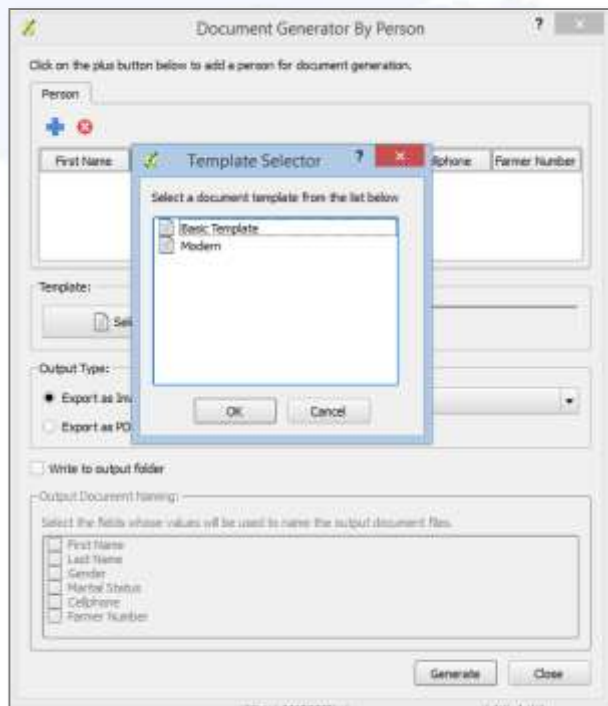 Document Generator By Person ?
Click on the plus button below to add a person for document generation.
Person
First Name
Farmer Number
Template Selector ?
Select a document template from the list below
Basic Template
Modern
OK Cancel
Template:
Output Type:
Export as
Export as
Write to output folder
Output Document Naming:
Select the fields whose values will be used to name the output document files.
First Name
Last Name
Gender
Marital Status
Cellphone
Farmer Number
Generate Close